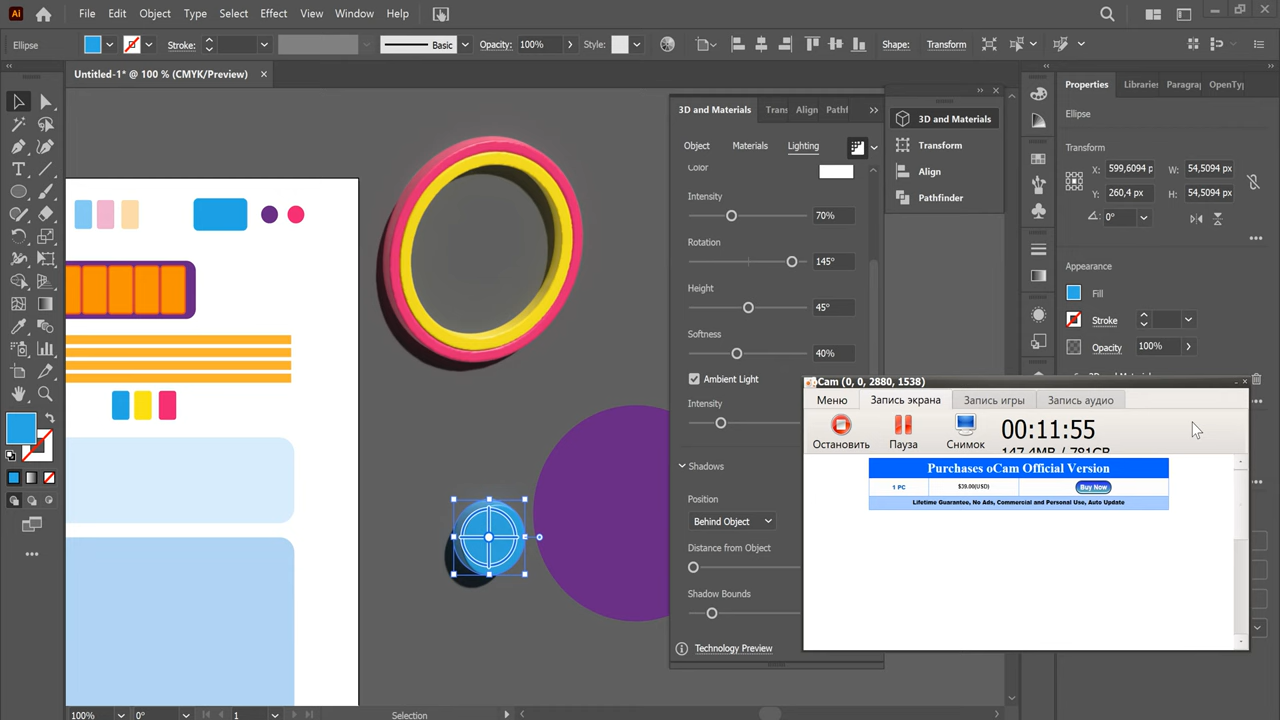 Ai File Edit Object Type Select Effect View Window Help
Ellipse Stroke: Basic Opacity: 100% Style: Shape: Transform
Untitled-1* @ 100 % (CMYK/Preview)
3D and Materials Trans Align Pathf
Object Materials Lighting
Color
Intensity
70%
Rotation
145°
Height
45°
Softness
40%
Ambient Light
Intensity
Shadows
Position
Behind Object
Distance from Object
Shadow Bounds
Technology Preview
3D and Materials
Transform
Align
Pathfinder
Properties Libraries Paragra OpenTy
Ellipse
Transform
X: 599,6094 p W: 54,5094 p
Y: 260,4 px H: 54,5094 p
0°
Appearance
Fill
Stroke
Opacity 100%
oCam (0, 0, 2880, 1538)
Меню Запись экрана Запись игры Запись аудио
00:11:55
Остановить Пауза Снимок
147.4MB / 781GB
Purchases oCam Official Version
1 PC $39.00(USD) Buy Now
Lifetime Guarantee, No Ads, Commercial and Personal Use, Auto Update
100% 0° 1 Selection